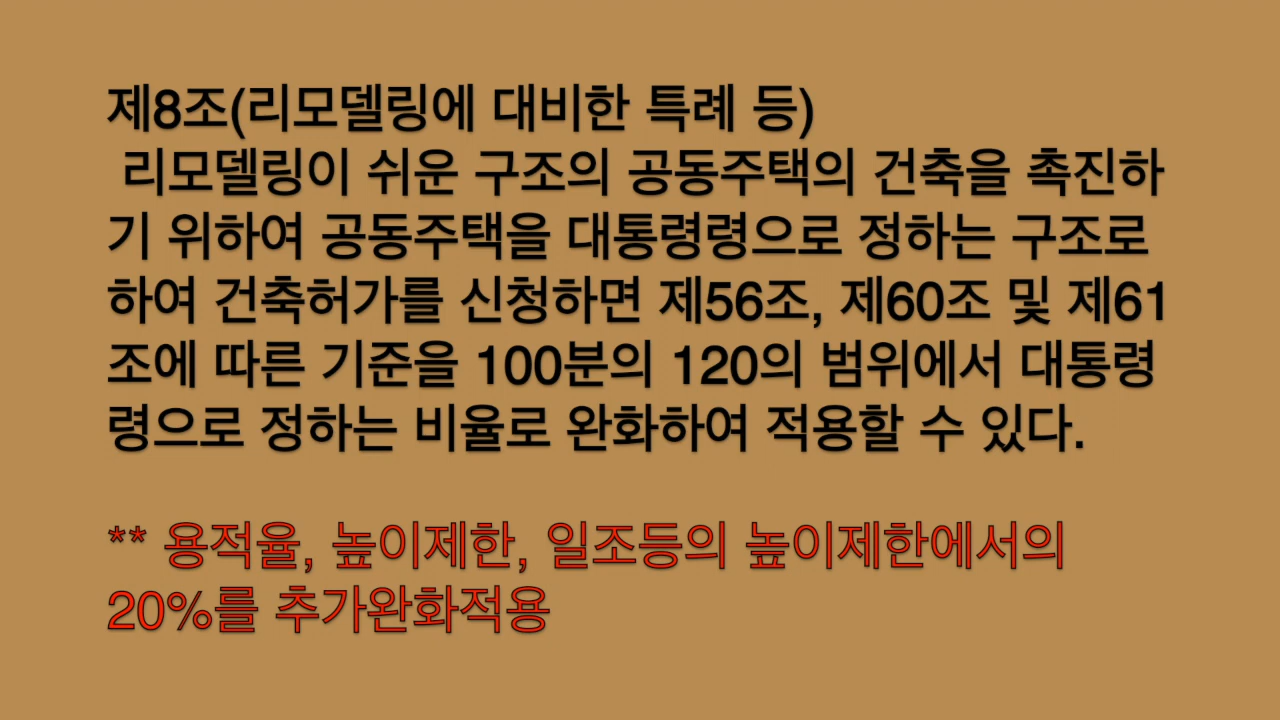 제8조(리모델링에 대비한 특례 등)
리모델링이 쉬운 구조의 공동주택의 건축을 촉진하
기 위하여 공동주택을 대통령령으로 정하는 구조로
하여 건축허가를 신청하면 제56조, 제60조 및 제61
조에 따른 기준을 100분의 120의 범위에서 대통령
령으로 정하는 비율로 완화하여 적용할 수 있다.
** 용적율, 높이제한, 일조등의 높이제한에서의
20%를 추가완화적용